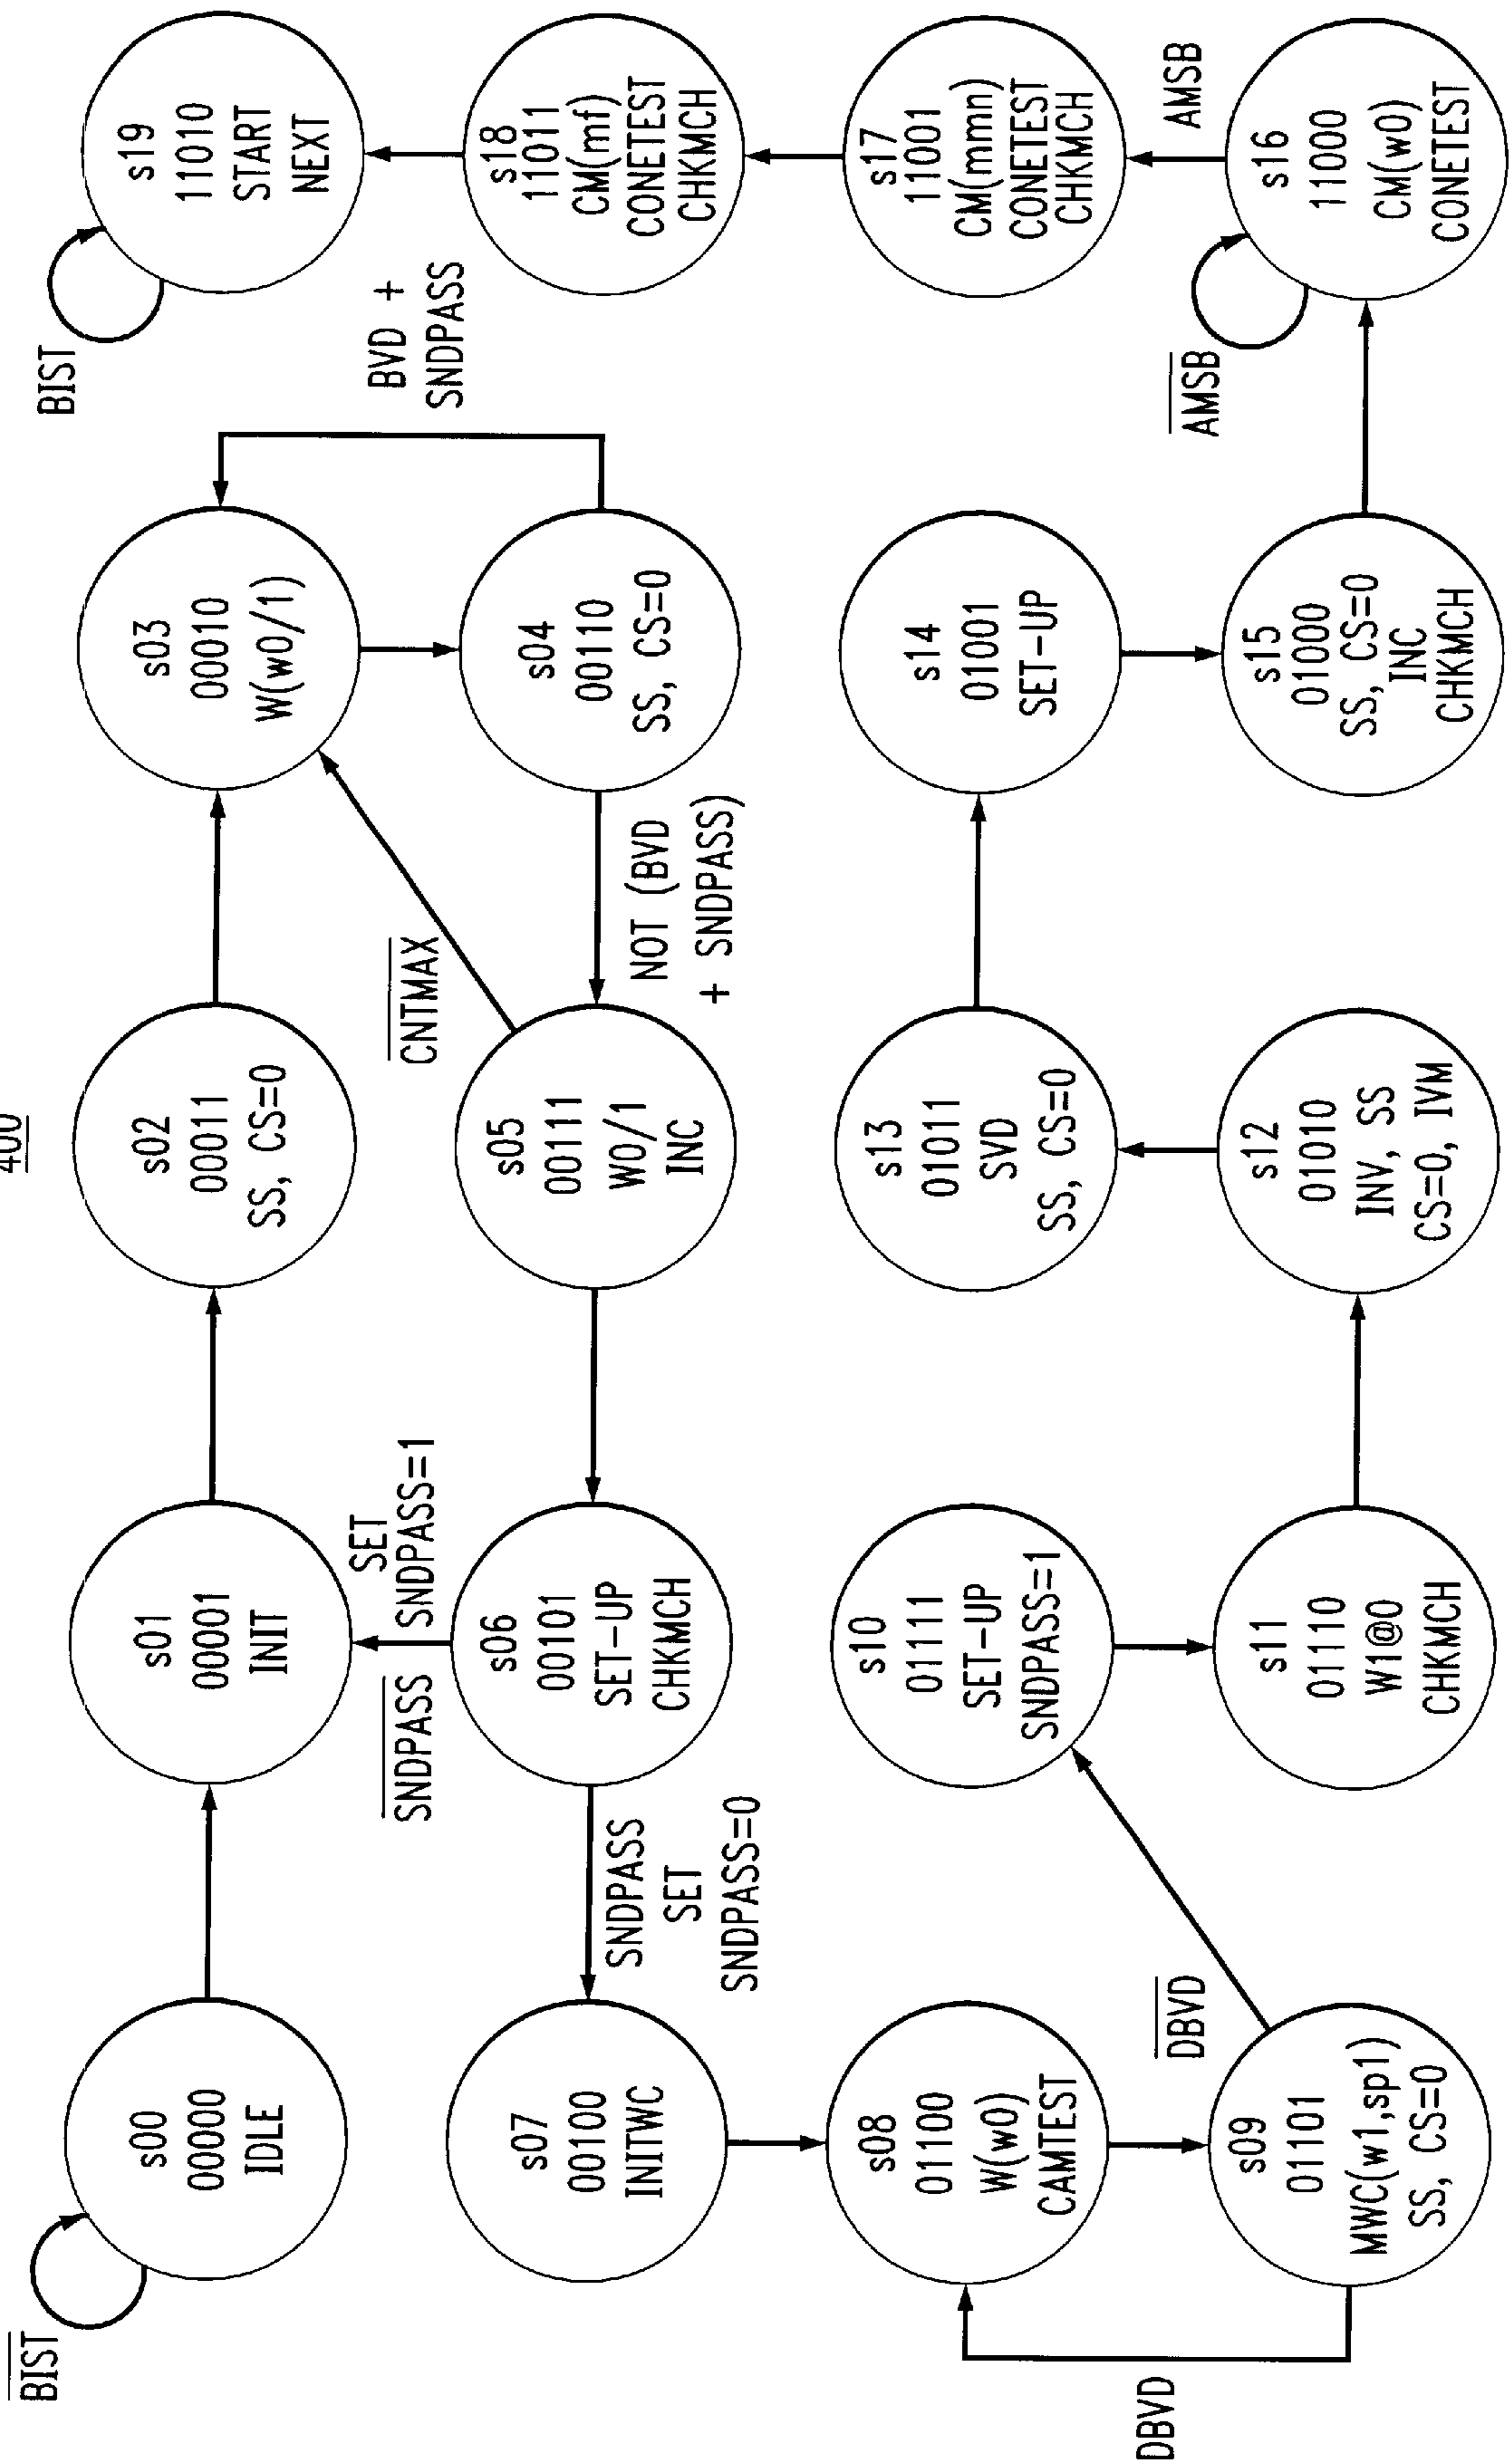 400
BIST
s00
00000
IDLE
s01
00001
INIT
s02
00011
SS, CS=0
s03
00010
W(w0/1)
BIST
s19
11010
START
NEXT
SET
SNDPASS=1
SNDPASS
CNTMAX
BVD +
SNDPASS
s07
00100
INITWC
SNDPASS
SET
SNDPASS=0
s06
00101
SET-UP
CHKMCH
s05
00111
W0/1
INC
NOT (BVD
+ SNDPASS)
s04
00110
SS, CS=0
s18
11011
CM(mf)
CONETEST
CHKMCH
s08
01100
W(w0)
CAMTEST
s10
01111
SET-UP
SNDPASS=1
s13
01011
SVD
SS, CS=0
s14
01001
SET-UP
s17
11001
CM(mmn)
CONETEST
CHKMCH
DBVD
DBVD
AMSB
AMSB
s09
01101
MWC(w1,sp1)
SS, CS=0
s11
01110
W1@0
CHKMCH
s12
01010
INV, SS
CS=0, IVM
s15
01000
SS, CS=0
INC
CHKMCH
s16
11000
CM(w0)
CONETEST